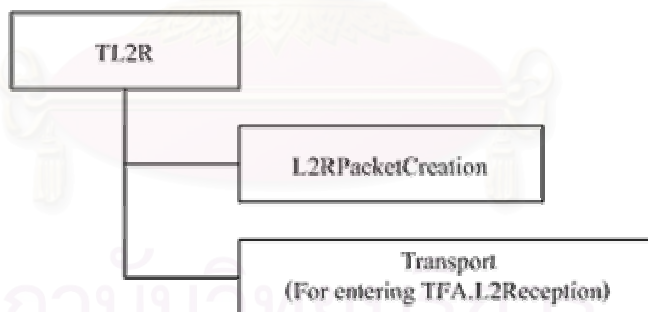 TL2R
L2RPacketCreation
Transport
(For entering TFA.L2Reception)